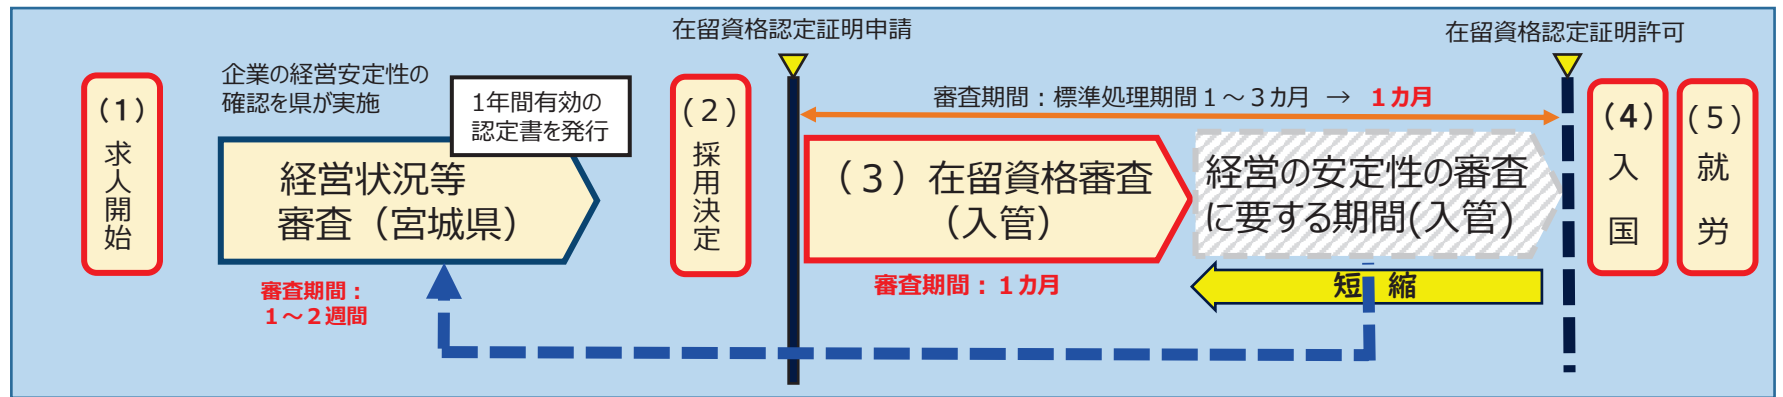 在留資格認定証明申請
在留資格認定証明許可
(1)
求人開始
企業の経営安定性の
確認を県が実施
1年間有効の
認定書を発行
経営状況等
審査（宮城県）
審査期間：
１～２週間
(２)
採用決定
審査期間：標準処理期間１～３カ月 → １カ月
（３）在留資格審査
（入管）
審査期間：１カ月
経営の安定性の審査
に要する期間(入管)
短 縮
(４)
入国
(５)
就労